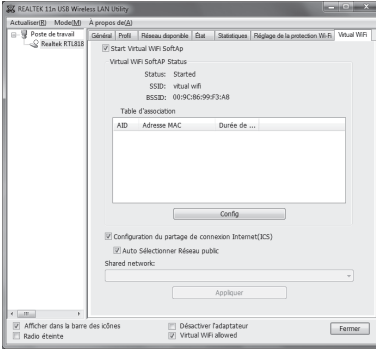 REALTEK 11n USB Wireless LAN Utility
Actualiser(R) Mode(M) À propos de(A)
Poste de travail
Realtek RTL818
Général Profil Réseau disponible État Statistiques Réglage de la protection Wi-Fi Virtual WiFi
Start Virtual WiFi SoftAp
Virtual WiFi SoftAP Status
Status: Started
SSID: vitual wifi
BSSID: 00:9C:86:99:F3:A8
Table d'association
AID Adresse MAC Durée de ...
Config
Configuration du partage de connexion Internet(ICS)
Auto Sélectionner Réseau public
Shared network:
Appliquer
Afficher dans la barre des icônes
Désactiver l'adaptateur
Radio éteinte
Virtual WiFi allowed
Fermer